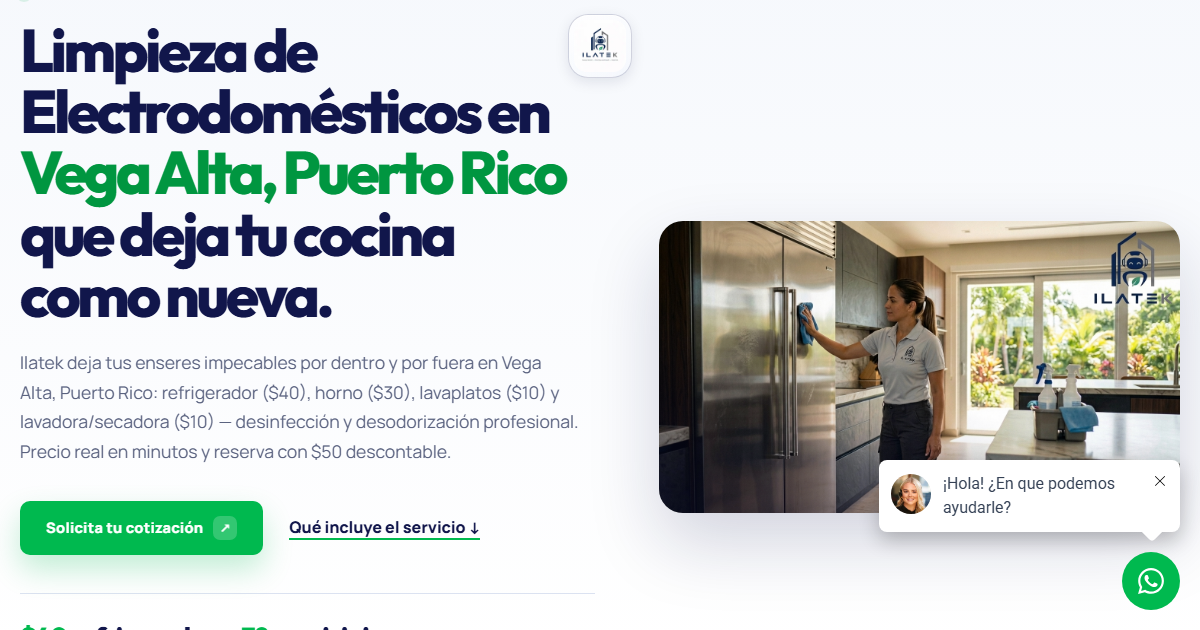 Limpieza de
Electrodomésticos en
Vega Alta, Puerto Rico
que deja tu cocina
como nueva.
ILATEK
Ilatek deja tus enseres impecables por dentro y por fuera en Vega
Alta, Puerto Rico: refrigerador ($40), horno ($30), lavaplatos ($10) y
lavadora/secadora ($10) — desinfección y desodorización profesional.
Precio real en minutos y reserva con $50 descontable.
Solicita tu cotización ↗
Qué incluye el servicio ↓
ILATEK
ILATEK
¡Hola! ¿En que podemos
ayudarle?